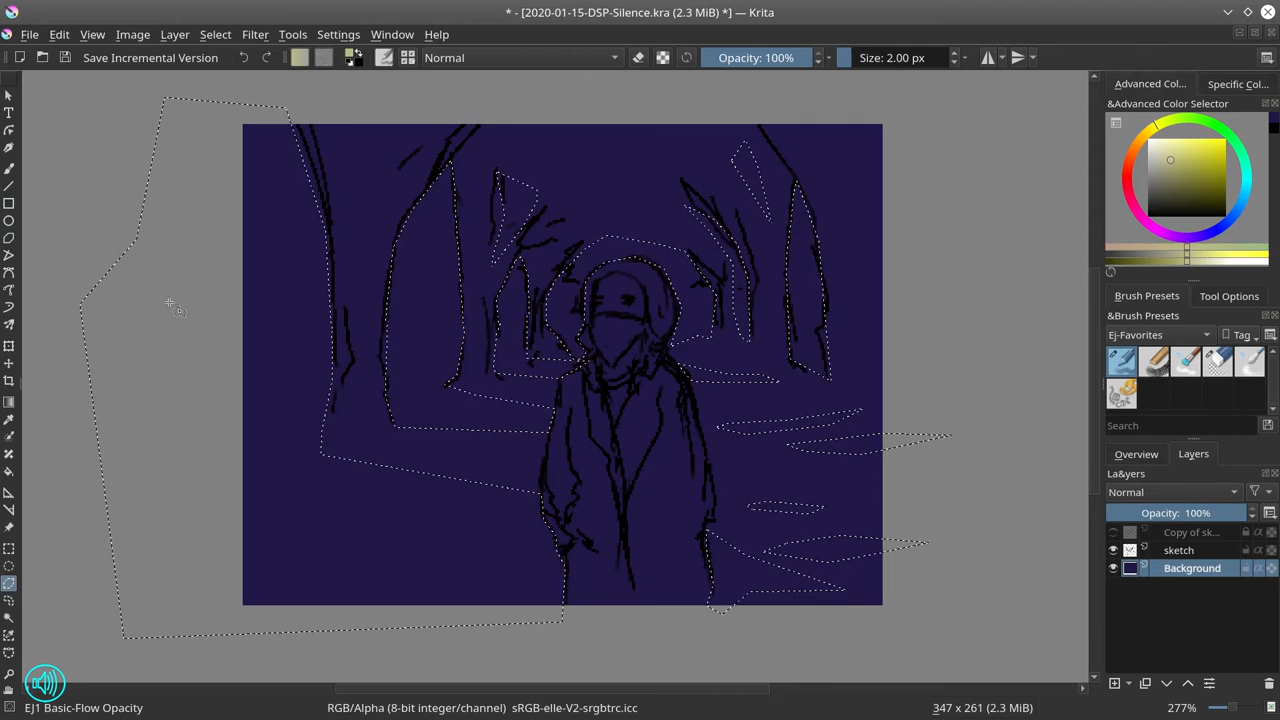 * - [2020-01-15-DSP-Silence.kra (2.3 MiB) *] — Krita
File Edit View Image Layer Select Filter Tools Settings Window Help
Save Incremental Version Normal Opacity: 100% Size: 2.00 px
Advanced Col... Specific Col...
&Advanced Color Selector
Brush Presets Tool Options
&Brush Presets
Ej-Favorites Tag
Search
Overview Layers
La&yers
Normal
Opacity: 100%
Copy of sk...
sketch
Background
EJ1 Basic-Flow Opacity RGB/Alpha (8-bit integer/channel) sRGB-elle-V2-srgbtrc.icc 347 x 261 (2.3 MiB) 277%